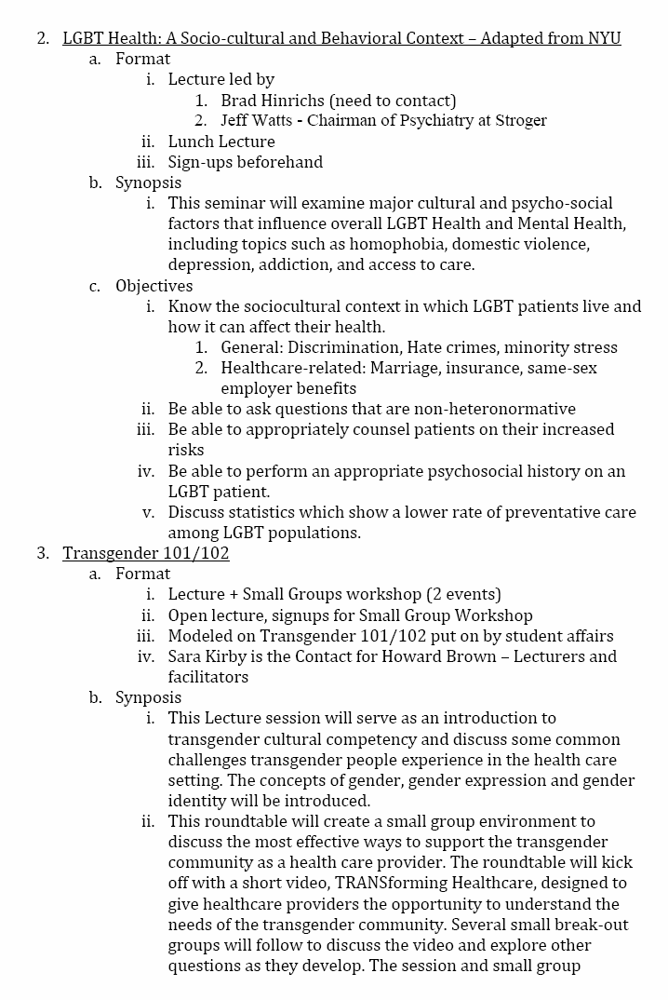 2. LGBT Health: A Socio-cultural and Behavioral Context – Adapted from NYU
a. Format
i. Lecture led by
1. Brad Hinrichs (need to contact)
2. Jeff Watts - Chairman of Psychiatry at Stroger
ii. Lunch Lecture
iii. Sign-ups beforehand
b. Synopsis
i. This seminar will examine major cultural and psycho-social
factors that influence overall LGBT Health and Mental Health,
including topics such as homophobia, domestic violence,
depression, addiction, and access to care.
c. Objectives
i. Know the sociocultural context in which LGBT patients live and
how it can affect their health.
1. General: Discrimination, Hate crimes, minority stress
2. Healthcare-related: Marriage, insurance, same-sex
employer benefits
ii. Be able to ask questions that are non-heteronormative
iii. Be able to appropriately counsel patients on their increased
risks
iv. Be able to perform an appropriate psychosocial history on an
LGBT patient.
v. Discuss statistics which show a lower rate of preventative care
among LGBT populations.
3. Transgender 101/102
a. Format
i. Lecture + Small Groups workshop (2 events)
ii. Open lecture, signups for Small Group Workshop
iii. Modeled on Transgender 101/102 put on by student affairs
iv. Sara Kirby is the Contact for Howard Brown – Lecturers and
facilitators
b. Synposis
i. This Lecture session will serve as an introduction to
transgender cultural competency and discuss some common
challenges transgender people experience in the health care
setting. The concepts of gender, gender expression and gender
identity will be introduced.
ii. This roundtable will create a small group environment to
discuss the most effective ways to support the transgender
community as a health care provider. The roundtable will kick
off with a short video, TRANSforming Healthcare, designed to
give healthcare providers the opportunity to understand the
needs of the transgender community. Several small break-out
groups will follow to discuss the video and explore other
questions as they develop. The session and small group